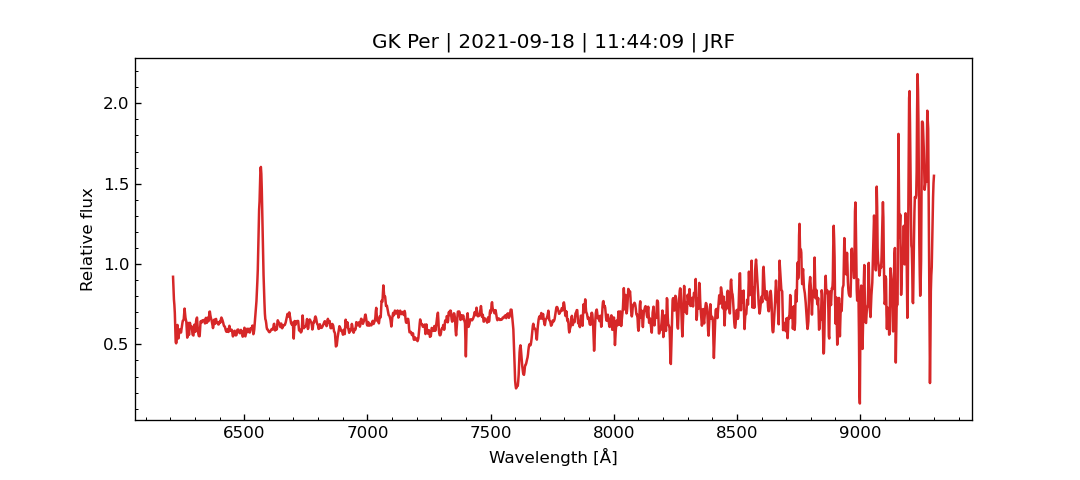 GK Per | 2021-09-18 | 11:44:09 | JRF
Relative flux
2.0
1.5
1.0
0.5
6500 7000 7500 8000 8500 9000
Wavelength [Å]